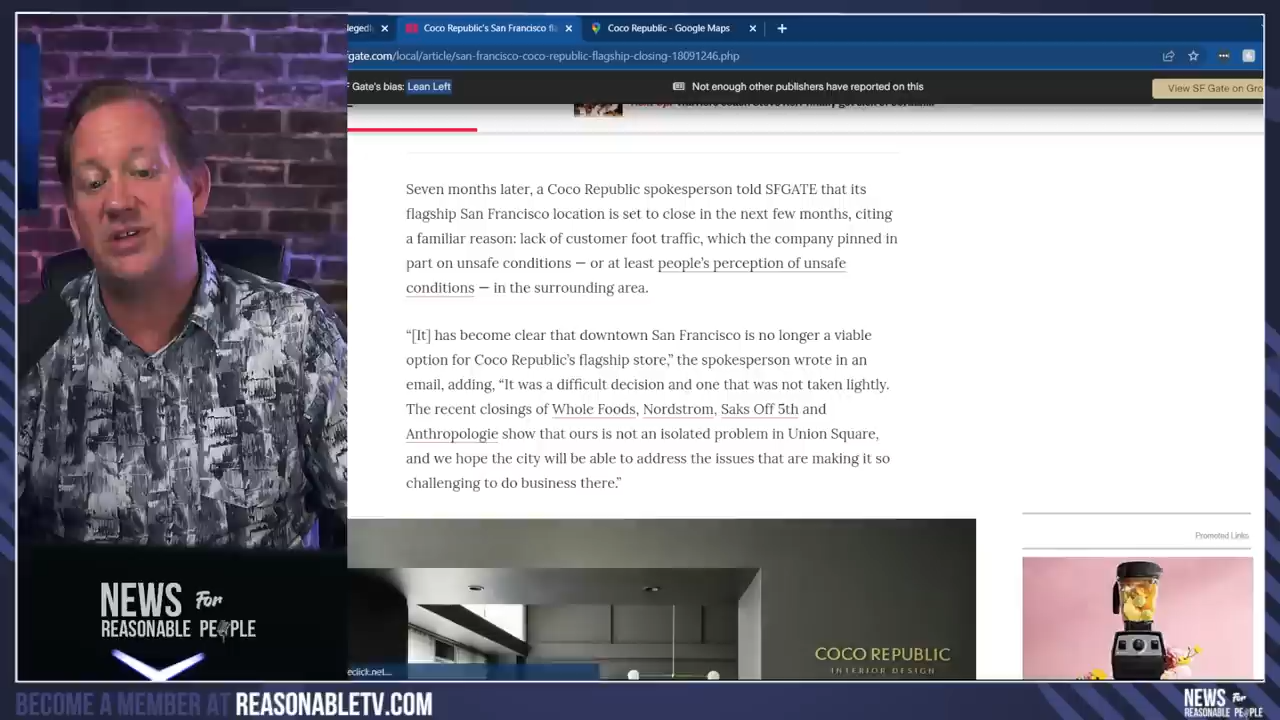 Coco Republic's San Francisco fl
Coco Republic - Google Maps
fgate.com/local/article/san-francisco-coco-republic-flagship-closing-18091246.php
F Gate's bias: Lean Left
Not enough other publishers have reported on this
View SF Gate on Gro
Seven months later, a Coco Republic spokesperson told SFGATE that its
flagship San Francisco location is set to close in the next few months, citing
a familiar reason: lack of customer foot traffic, which the company pinned in
part on unsafe conditions — or at least people's perception of unsafe
conditions — in the surrounding area.
“[It] has become clear that downtown San Francisco is no longer a viable
option for Coco Republic's flagship store,” the spokesperson wrote in an
email, adding, “It was a difficult decision and one that was not taken lightly.
The recent closings of Whole Foods, Nordstrom, Saks Off 5th and
Anthropologie show that ours is not an isolated problem in Union Square,
and we hope the city will be able to address the issues that are making it so
challenging to do business there.”
Promoted Links
COCO REPUBLIC
INTERIOR DESIGN
eclick.net...
NEWS For
REASONABLE PEOPLE
BECOME A MEMBER AT REASONABLETV.COM
NEWS For
REASONABLE PEOPLE